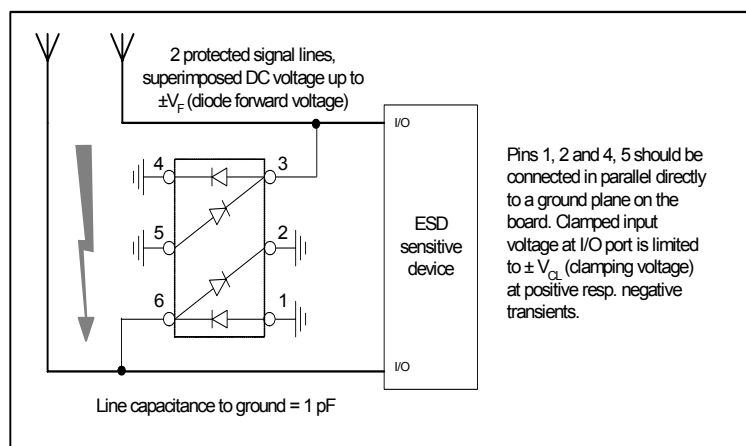 2 protected signal lines,
superimposed DC voltage up to
±VF (diode forward voltage)
I/O
4
3
5
2
6
1
ESD
sensitive
device
I/O
Line capacitance to ground = 1 pF
Pins 1, 2 and 4, 5 should be
connected in parallel directly
to a ground plane on the
board. Clamped input
voltage at I/O port is limited
to ± VCL (clamping voltage)
at positive resp. negative
transients.